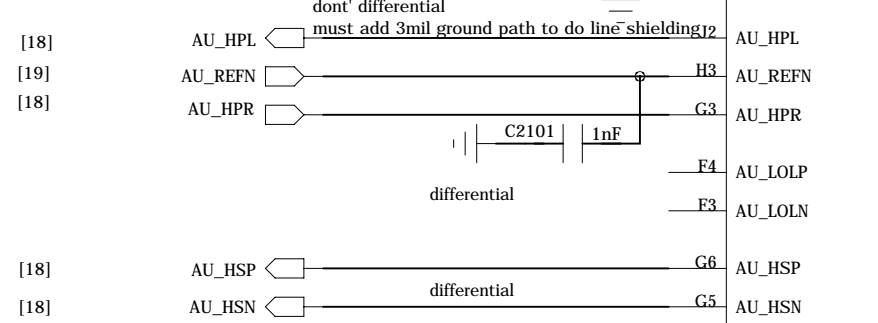 dont' differential
must add 3mil ground path to do line shielding
[18] AU_HPL J2 AU_HPL
[19] AU_REFN H3 AU_REFN
[18] AU_HPR G3 AU_HPR
C2101 1nF
F4 AU_LOLP
differential
F3 AU_LOLN
[18] AU_HSP G6 AU_HSP
differential
[18] AU_HSN G5 AU_HSN